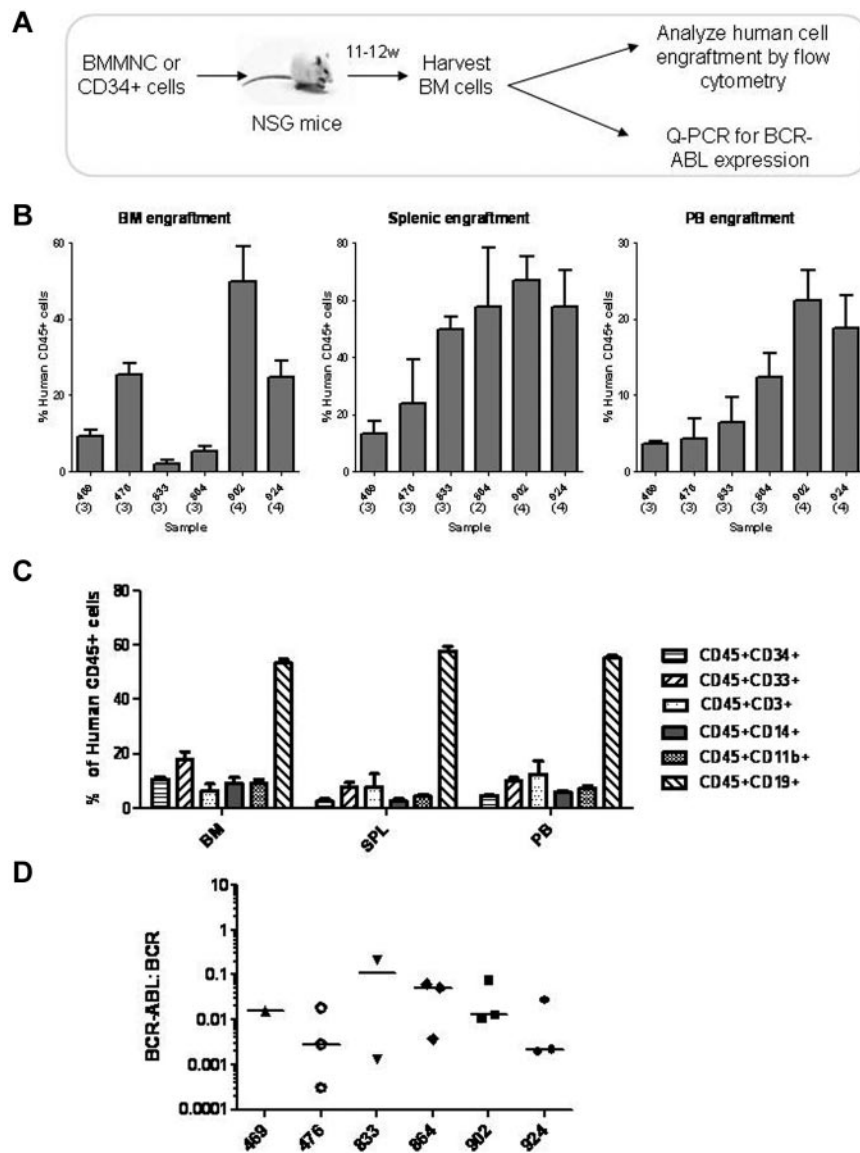 A
BMMNC or
CD34+ cells
NSG mice
11-12w
Harvest
BM cells
Analyze human cell
engraftment by flow
cytometry
Q-PCR for BCR-
ABL expression
B
BM engraftment
% Human CD45+ cells
60
40
20
0
469 476 833 864 902 924
(3) (3) (3) (3) (4) (4)
Sample
Splenic engraftment
% Human CD45+ cells
80
60
40
20
0
469 476 833 864 902 924
(3) (3) (3) (2) (4) (4)
Sample
PB engraftment
% Human CD45+ cells
30
20
10
0
469 476 833 864 902 924
(3) (3) (3) (3) (4) (4)
Sample
C
% of Human CD45+ cells
80
60
40
20
0
BM SPL PB
CD45+CD34+
CD45+CD33+
CD45+CD3+
CD45+CD14+
CD45+CD11b+
CD45+CD19+
D
BCR-ABL:BCR
10
1
0.1
0.01
0.001
0.0001
469 476 833 864 902 924